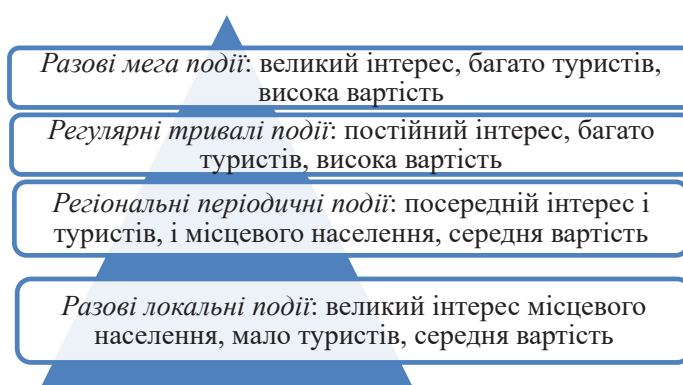 Разові мега події: великий інтерес, багато туристів,
висока вартість
Регулярні тривалі події: постійний інтерес, багато
туристів, висока вартість
Регіональні періодичні події: посередній інтерес і
туристів, і місцевого населення, середня вартість
Разові локальні події: великий інтерес місцевого
населення, мало туристів, середня вартість